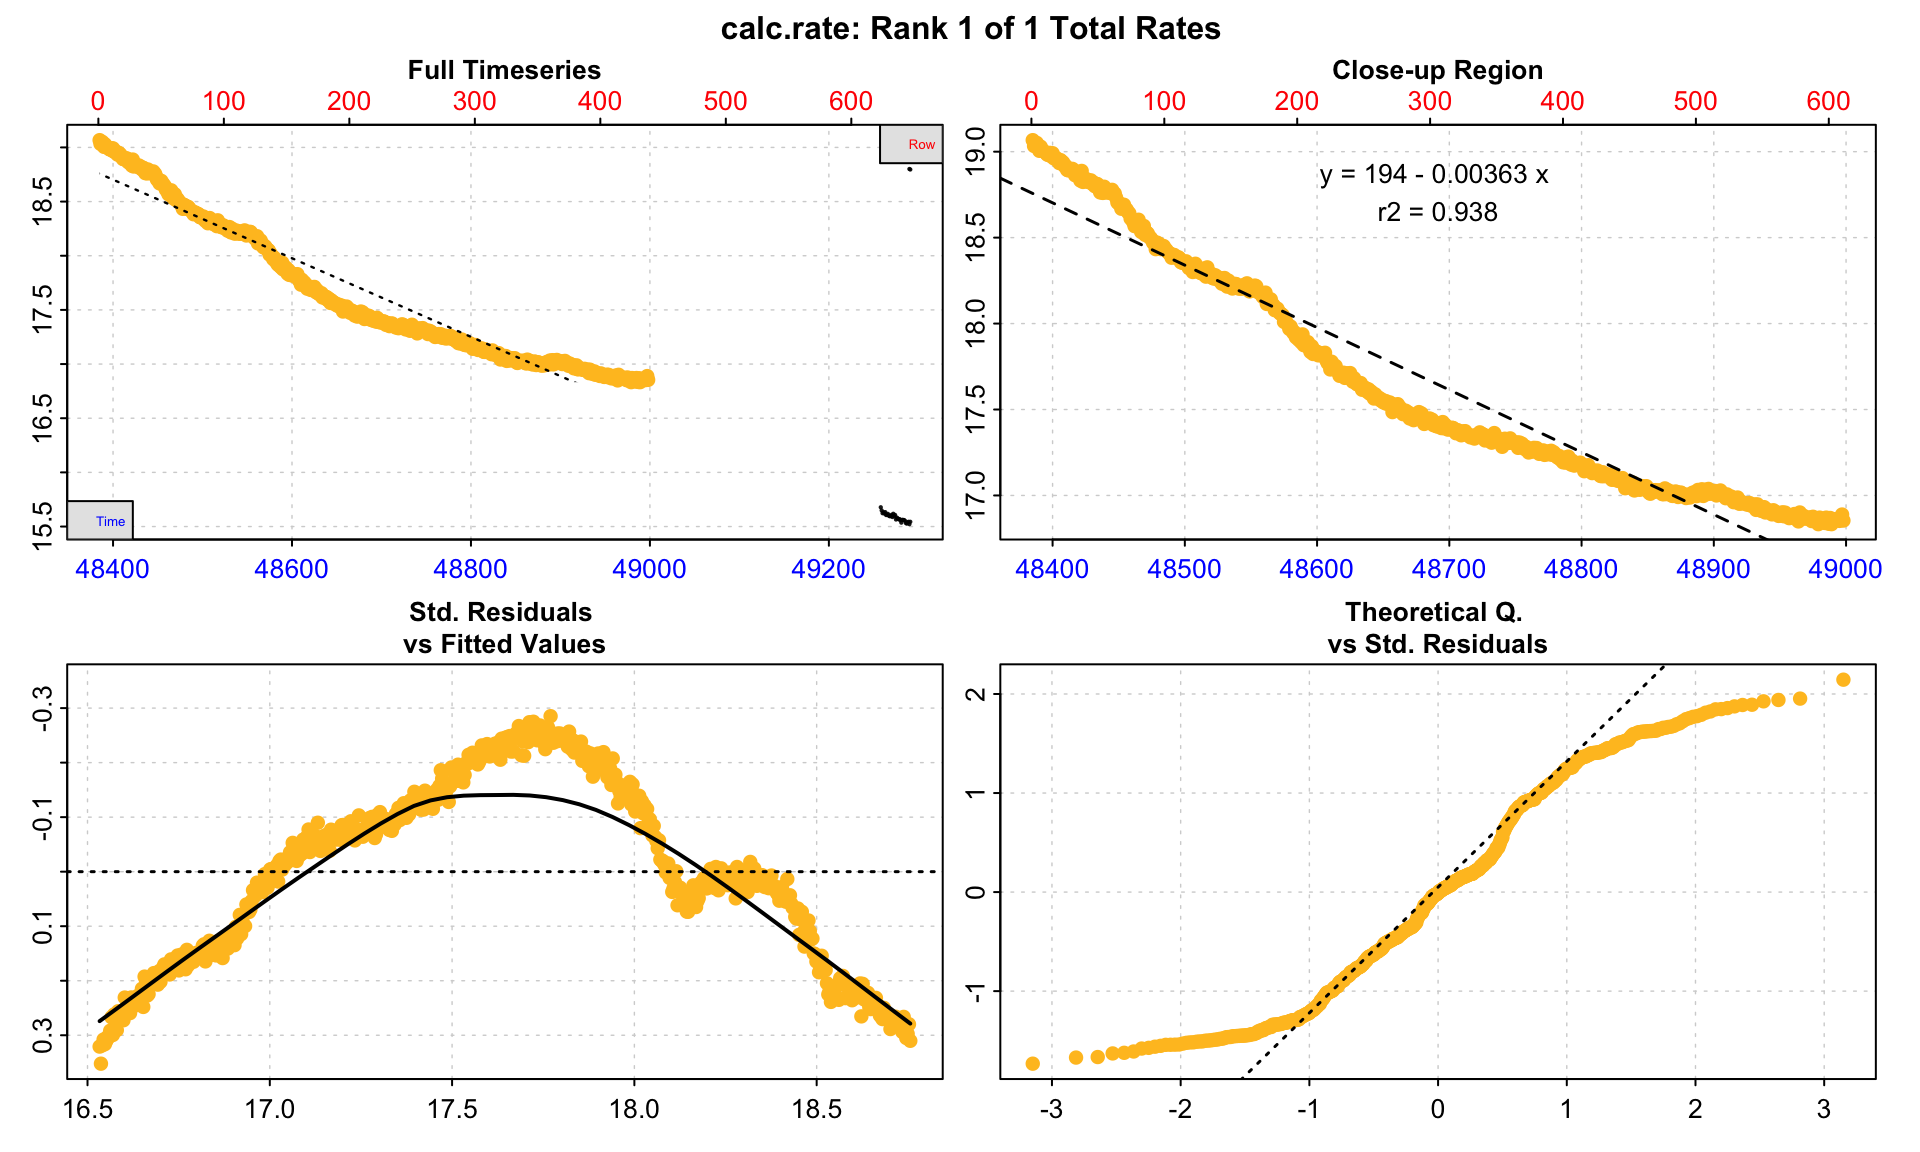 calc.rate: Rank 1 of 1 Total Rates
Full Timeseries
0 100 200 300 400 500 600
18.5
17.5
16.5
15.5
Row
Time
48400 48600 48800 49000 49200
Close-up Region
0 100 200 300 400 500 600
19.0
18.5
18.0
17.5
17.0
y = 194 - 0.00363 x
r2 = 0.938
48400 48500 48600 48700 48800 48900 49000
Std. Residuals
vs Fitted Values
-0.3
-0.1
0.1
0.3
16.5 17.0 17.5 18.0 18.5
Theoretical Q.
vs Std. Residuals
2
1
0
-1
-3 -2 -1 0 1 2 3